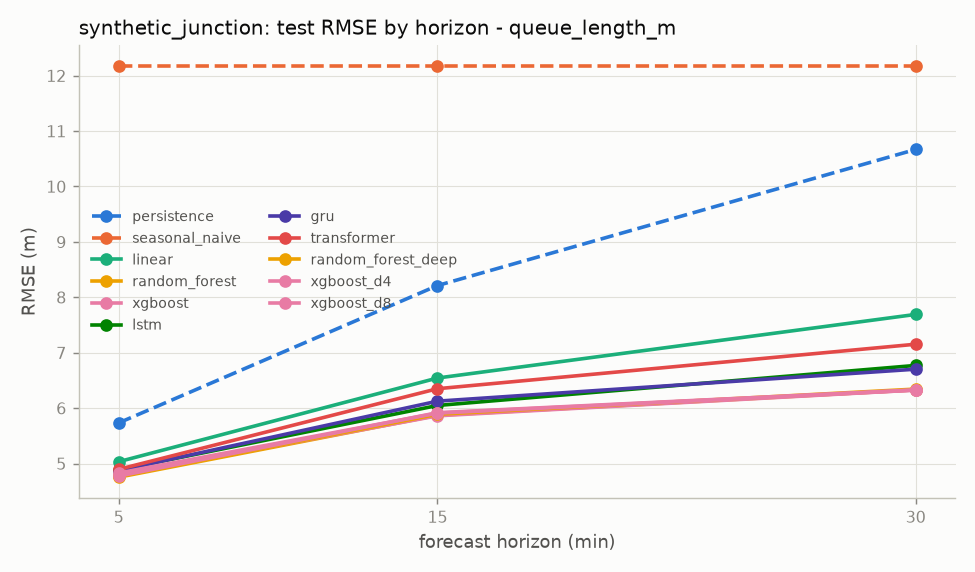 synthetic_junction: test RMSE by horizon - queue_length_m
12
11
10
9
8
7
6
5
RMSE (m)
persistence
seasonal_naive
linear
random_forest
xgboost
lstm
gru
transformer
random_forest_deep
xgboost_d4
xgboost_d8
5
15
30
forecast horizon (min)